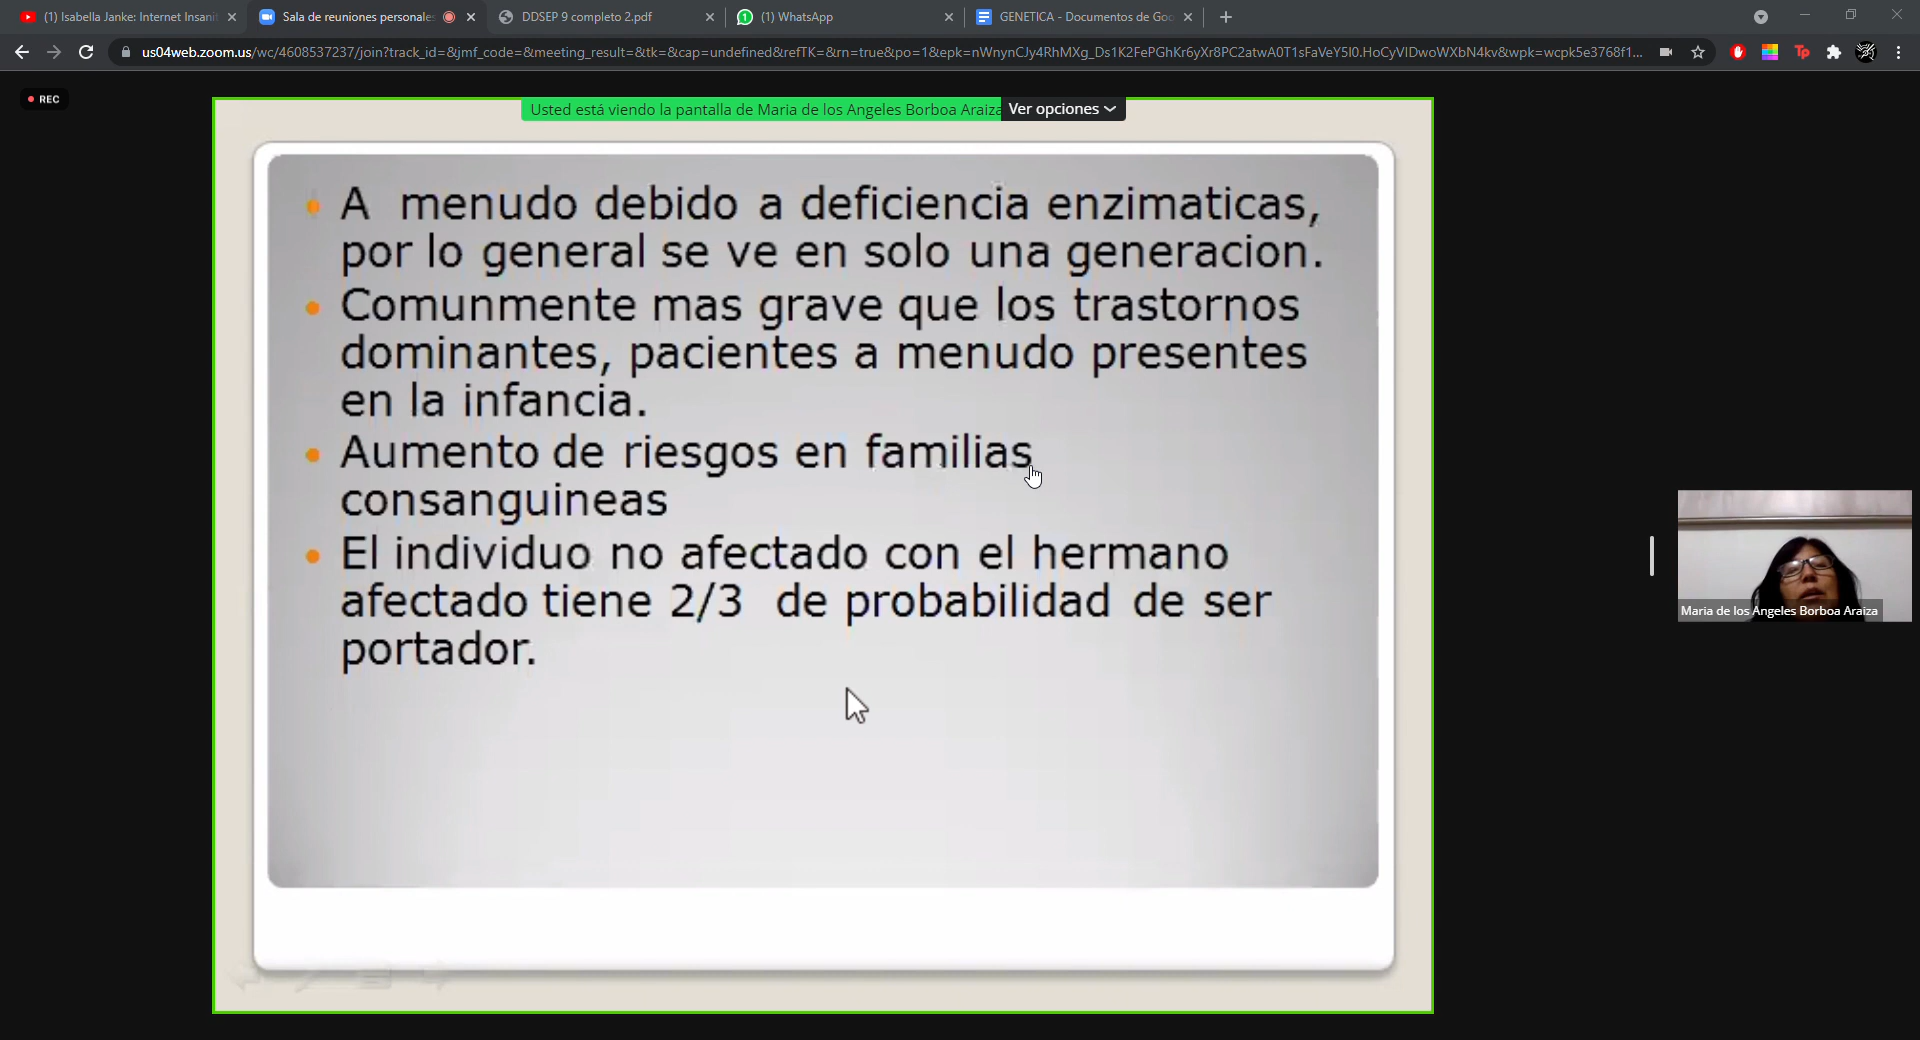 (1) Isabella Janke: Internet Insanit
Sala de reuniones personales
DDSEP 9 completo 2.pdf
(1) WhatsApp
GENETICA - Documentos de Goo
us04web.zoom.us/wc/4608537237/join?track_id=&jmf_code=&meeting_result=&tk=&cap=undefined&refTK=&rn=true&po=1&epk=nWnynCJy4RhMXg_Ds1K2FePGhKr6yXr8PC2atwA0T1sFaVeY5I0.HoCyVIDwoWXbN4kv&wpk=wcpk5e3768f1...
REC
Usted está viendo la pantalla de Maria de los Angeles Borboa Araiza
Ver opciones
A menudo debido a deficiencia enzimaticas,
por lo general se ve en solo una generacion.
Comunmente mas grave que los trastornos
dominantes, pacientes a menudo presentes
en la infancia.
Aumento de riesgos en familias
consanguineas
El individuo no afectado con el hermano
afectado tiene 2/3 de probabilidad de ser
portador.
Maria de los Angeles Borboa Araiza